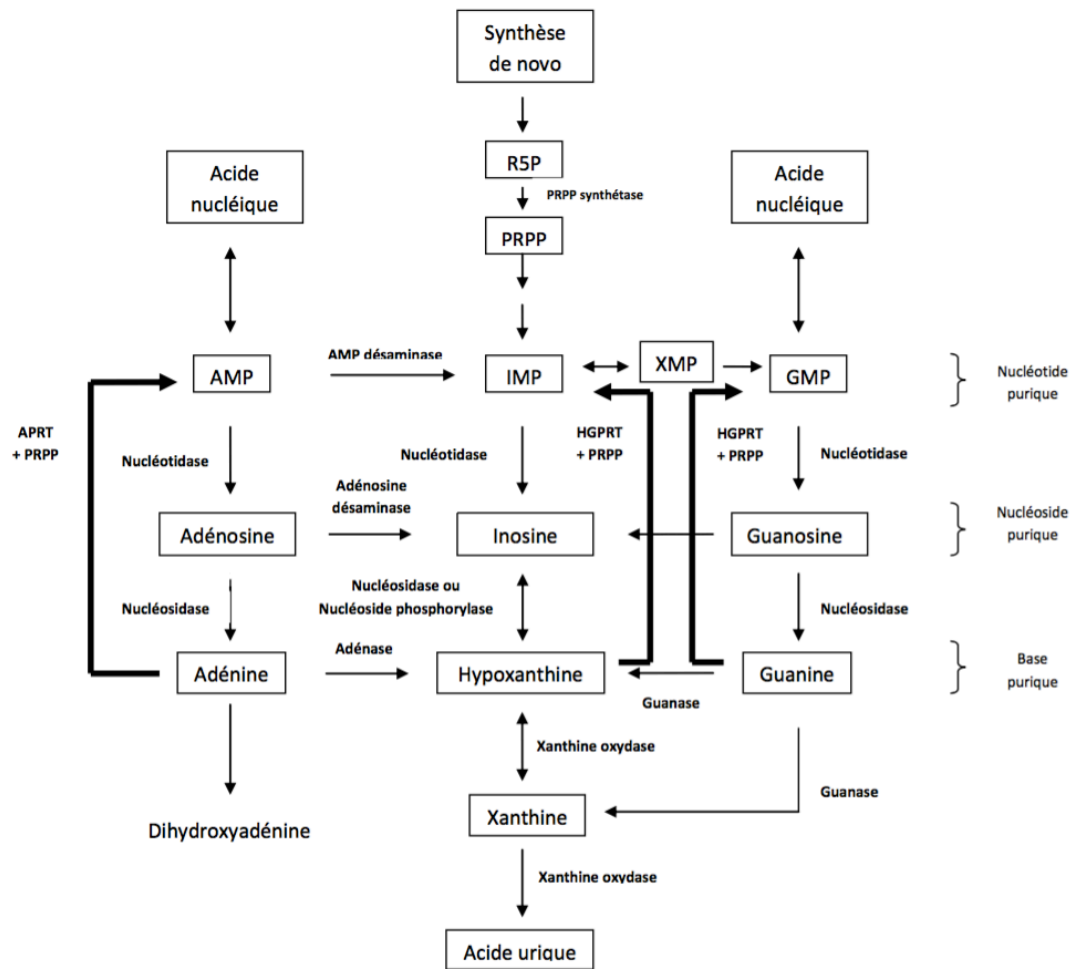 Synthèse
de novo
R5P
PRPP synthétase
Acide
nucléique
Acide
nucléique
PRPP
AMP désaminase
XMP
AMP
IMP
GMP
Nucléotide
purique
APRT
+ PRPP
HGPRT
+ PRPP
HGPRT
+ PRPP
Nucléotidase
Nucléotidase
Nucléotidase
Adénosine
désaminase
Adénosine
Inosine
Guanosine
Nucléoside
purique
Nucléosidase
Nucléosidase ou
Nucléoside phosphorylase
Nucléosidase
Adénase
Adénine
Hypoxanthine
Guanine
Base
purique
Guanase
Xanthine oxydase
Guanase
Xanthine
Dihydroxyadénine
Xanthine oxydase
Acide urique